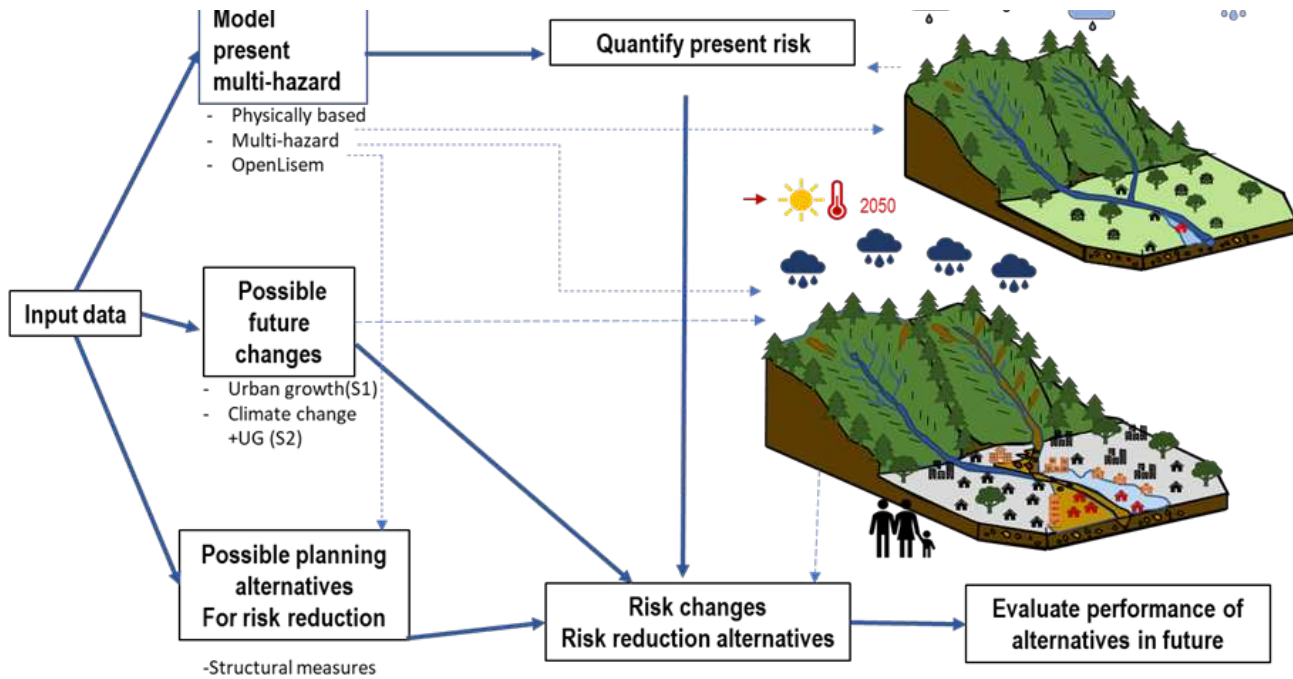 Model
present
multi-hazard
Quantify present risk
- Physically based
- Multi-hazard
- OpenLisem
2050
Input data
Possible
future
changes
- Urban growth(S1)
- Climate change
+UG (S2)
Possible planning
alternatives
For risk reduction
-Structural measures
Risk changes
Risk reduction alternatives
Evaluate performance of
alternatives in future